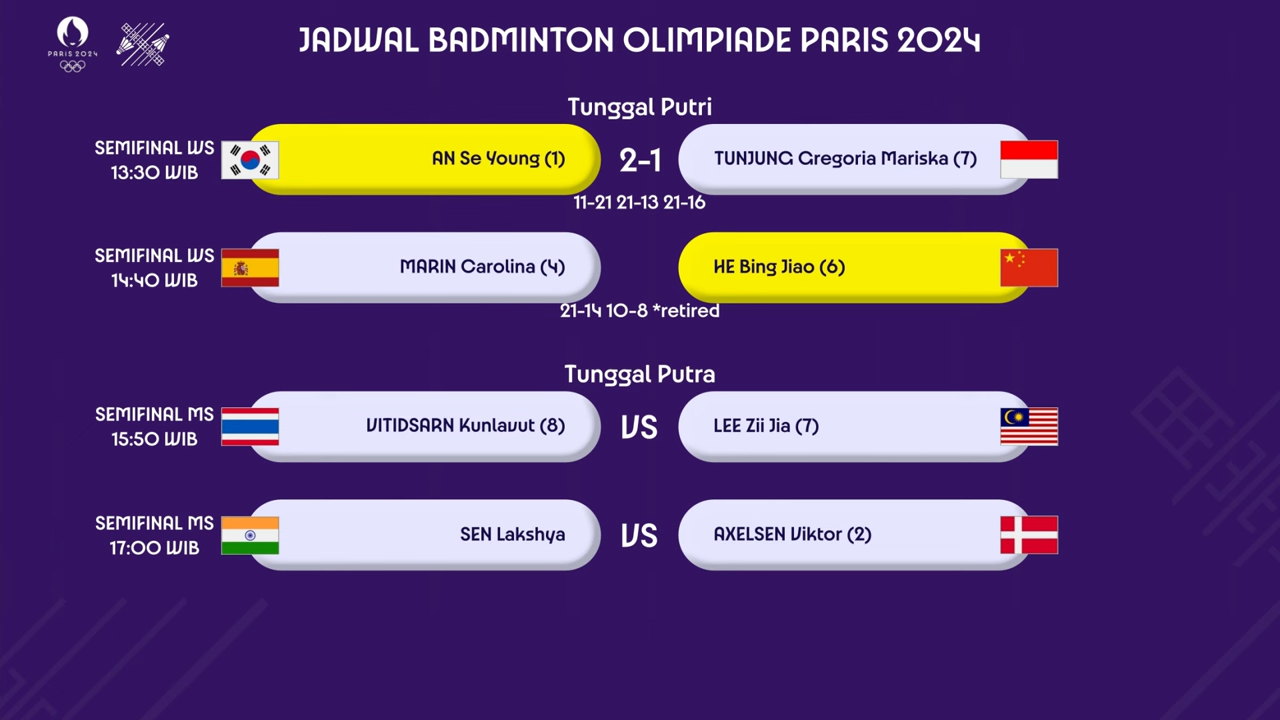 PARIS 2024
JADWAL BADMINTON OLIMPIADE PARIS 2024
Tunggal Putri
SEMIFINAL WS
13:30 WIB
AN Se Young (1)
2-1
TUNJUNG Gregoria Mariska (7)
11-21 21-13 21-16
SEMIFINAL WS
14:40 WIB
MARIN Carolina (4)
HE Bing Jiao (6)
21-14 10-8 *retired
Tunggal Putra
SEMIFINAL MS
15:50 WIB
VITIDSARN Kunlavut (8)
VS
LEE Zii Jia (7)
SEMIFINAL MS
17:00 WIB
SEN Lakshya
VS
AXELSEN Viktor (2)